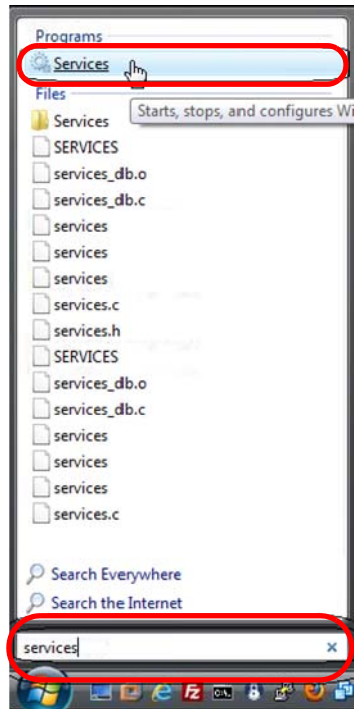 Programs
Services
Files
Starts, stops, and configures Wi
Services
SERVICES
services_db.o
services_db.c
services
services
services
services.c
services.h
SERVICES
services_db.o
services_db.c
services
services
services
services.c
Search Everywhere
Search the Internet
services